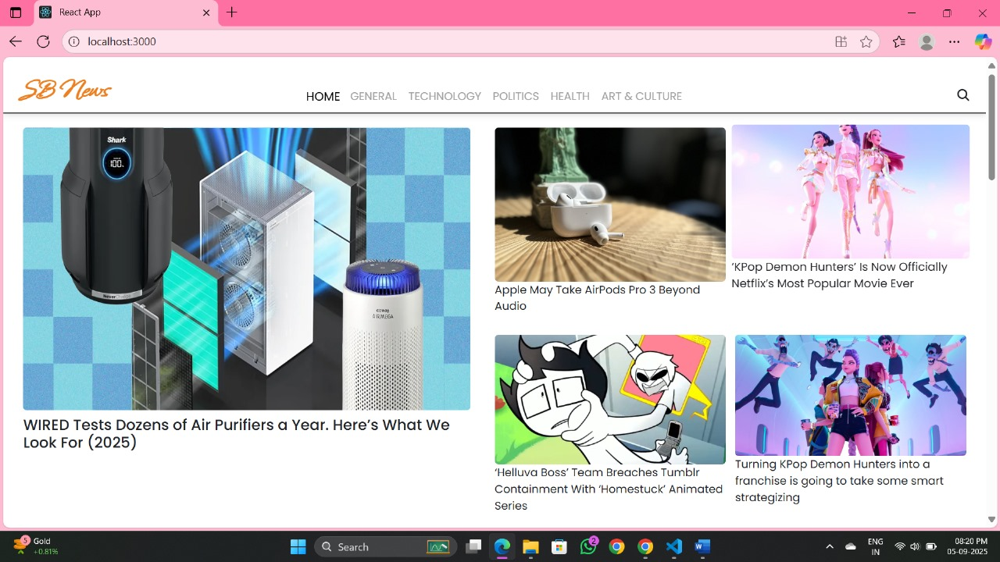 React App
localhost:3000
SB News
HOME GENERAL TECHNOLOGY POLITICS HEALTH ART & CULTURE
Shark
100%
NeverChange
coway
AIRMEGA
WIRED Tests Dozens of Air Purifiers a Year. Here’s What We
Look For (2025)
Apple May Take AirPods Pro 3 Beyond
Audio
‘KPop Demon Hunters’ Is Now Officially
Netflix’s Most Popular Movie Ever
‘Helluva Boss’ Team Breaches Tumblr
Containment With ‘Homestuck’ Animated
Series
Turning KPop Demon Hunters into a
franchise is going to take some smart
strategizing
5
Gold
+0.81%
Search
2
ENG
IN
08:20 PM
05-09-2025